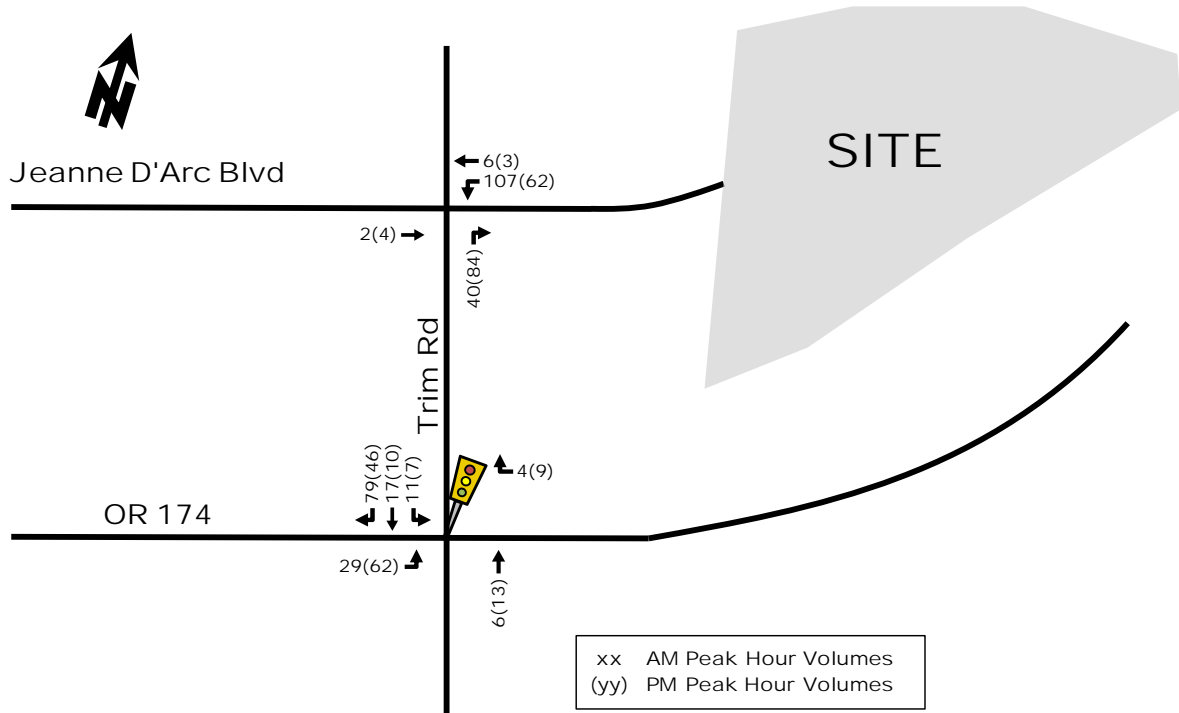 SITE
Jeanne D'Arc Blvd
6(3)
107(62)
2(4)
40(84)
Trim Rd
79(46)
17(10)
11(7)
4(9)
OR 174
29(62)
6(13)
xx AM Peak Hour Volumes
(yy) PM Peak Hour Volumes